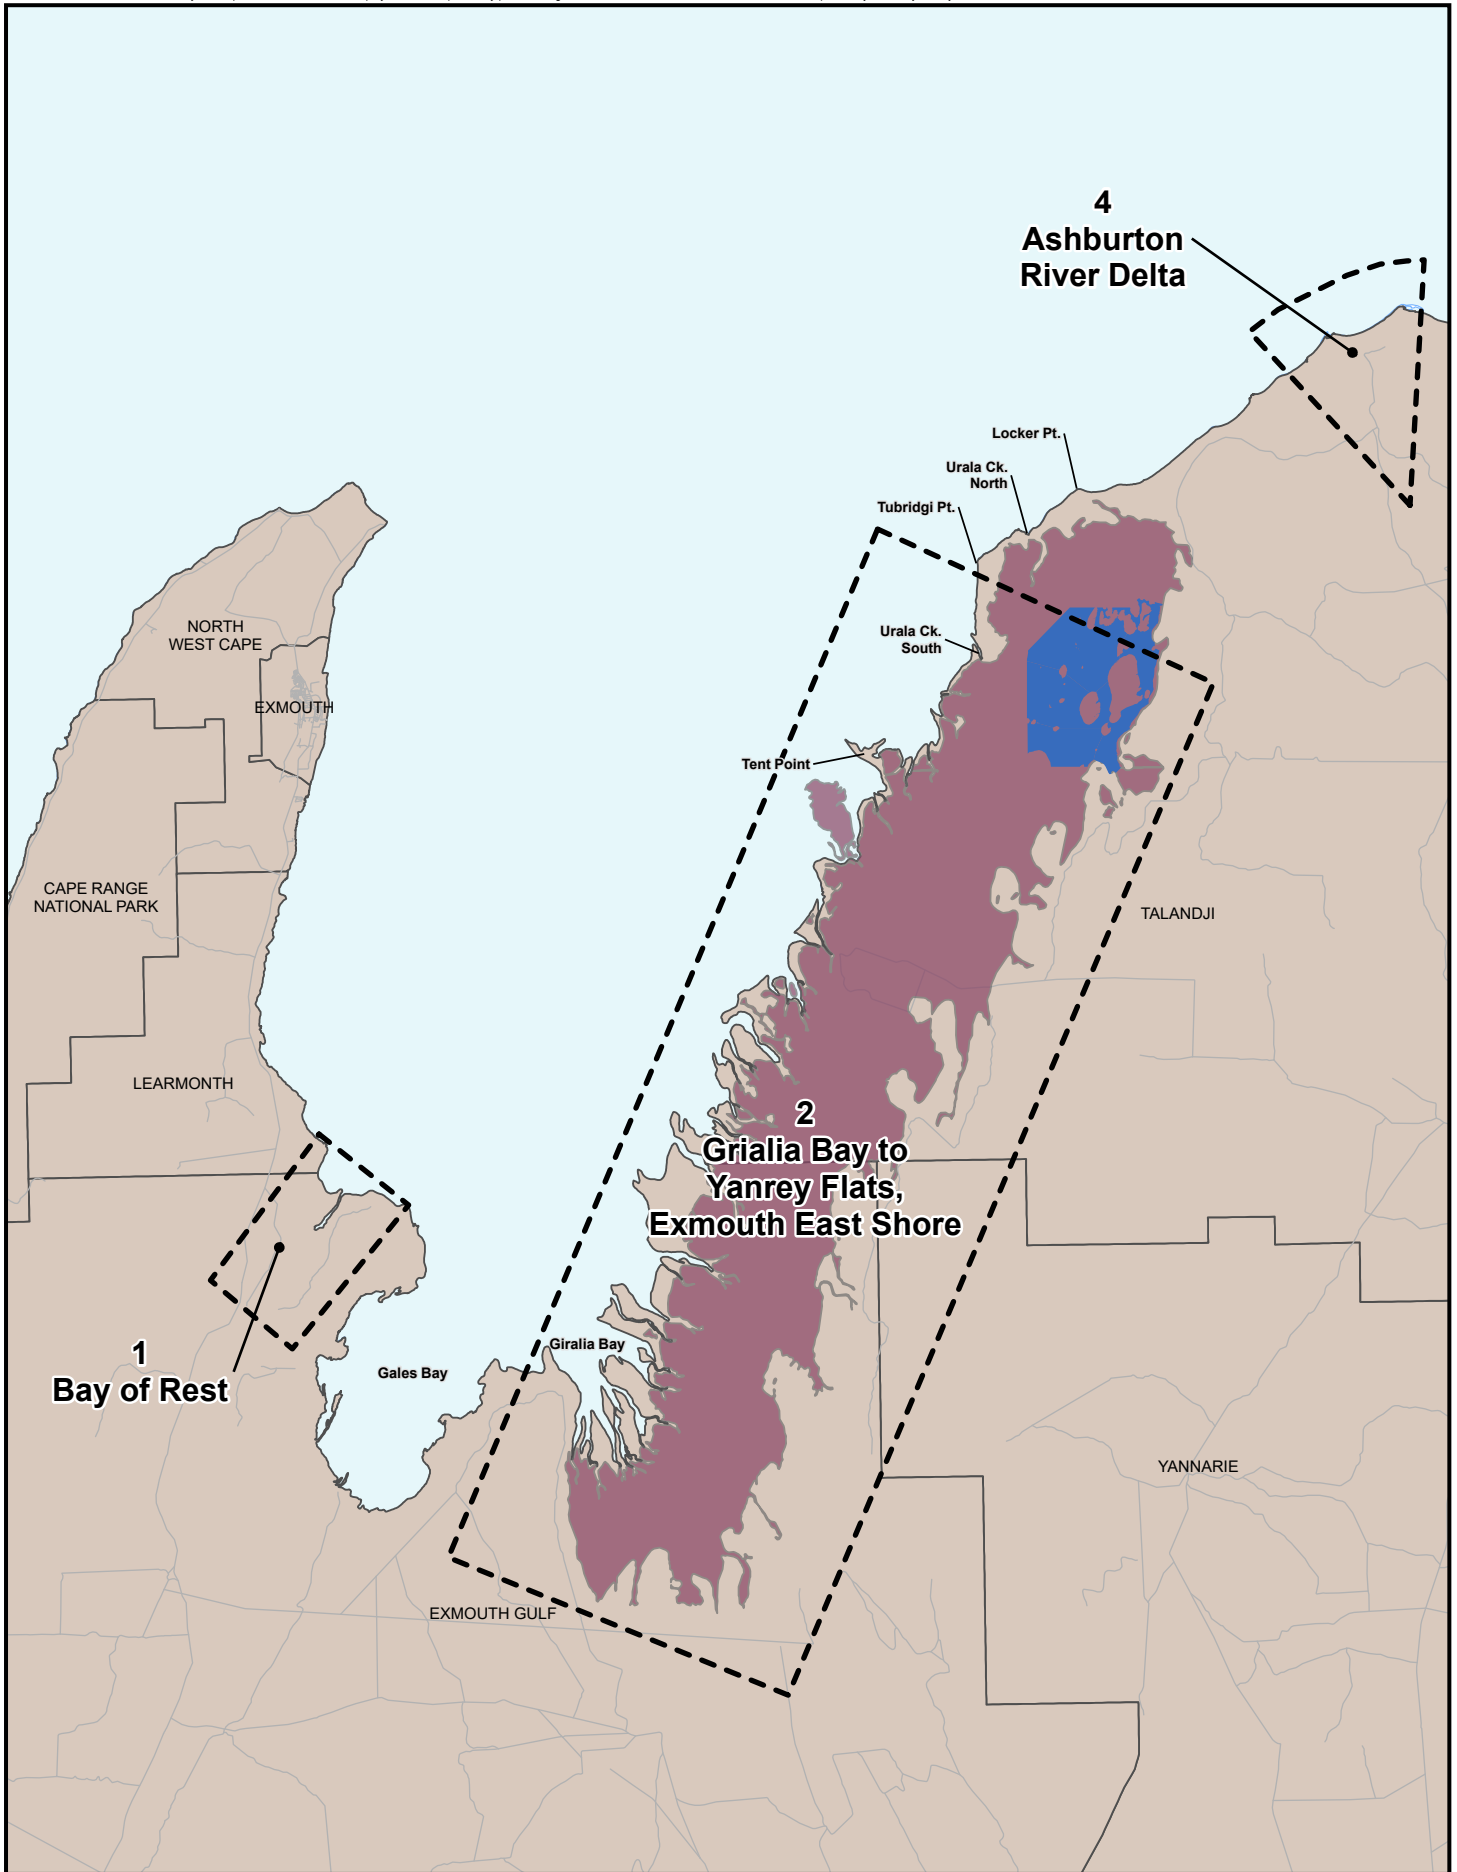 4
Ashburton
River Delta
Locker Pt.
Urala Ck.
North
Tubridgi Pt.
Urala Ck.
South
Tent Point
NORTH
WEST CAPE
EXMOUTH
CAPE RANGE
NATIONAL PARK
TALANDJI
LEARMONTH
2
Grialia Bay to
Yanrey Flats,
Exmouth East Shore
1
Bay of Rest
Gales Bay
Giralia Bay
YANNARIE
EXMOUTH GULF